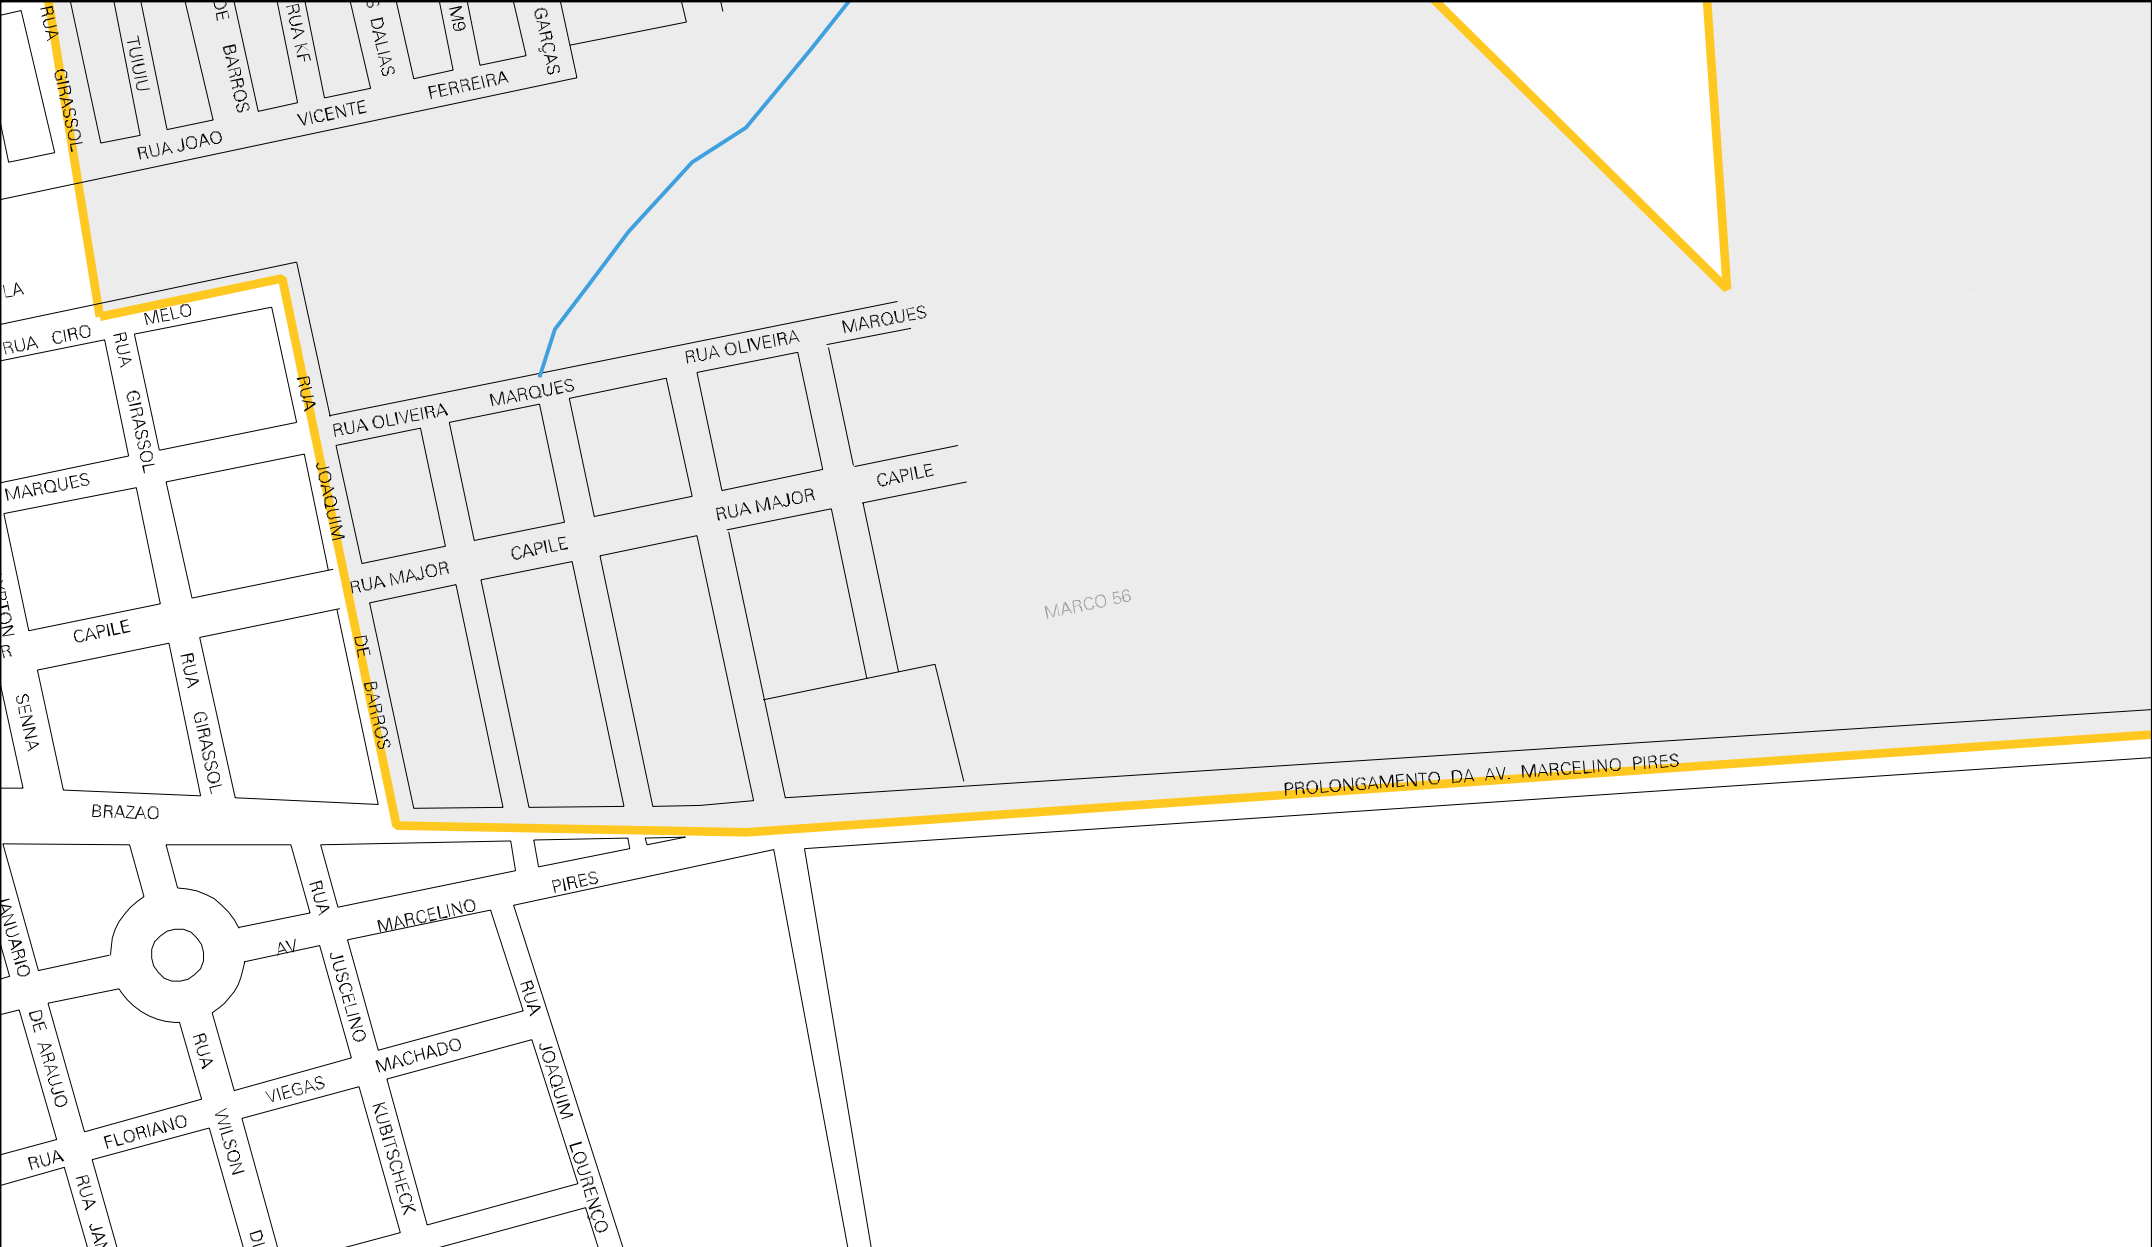 RUA GIRASSOL
TUIUIU
DE BARROS
RUA KF
S DALIAS
M9
GARÇAS
RUA JOAO VICENTE FERREIRA
LA
RUA CIRO MELO
RUA GIRASSOL
RUA JOAQUIM DE BARROS
RUA OLIVEIRA MARQUES
RUA OLIVEIRA MARQUES
MARQUES
RUA MAJOR CAPILE
RUA MAJOR CAPILE
CAPILE
MARCO 56
RUA GIRASSOL
SENNA
BRAZAO
PROLONGAMENTO DA AV. MARCELINO PIRES
AV MARCELINO PIRES
JANUARIO
DE ARAUJO
RUA JUSCELINO
KUBITSCHECK
RUA JOAQUIM LOURENÇO
RUA WILSON
DI
RUA FLORIANO VIEGAS MACHADO
RUA JAN